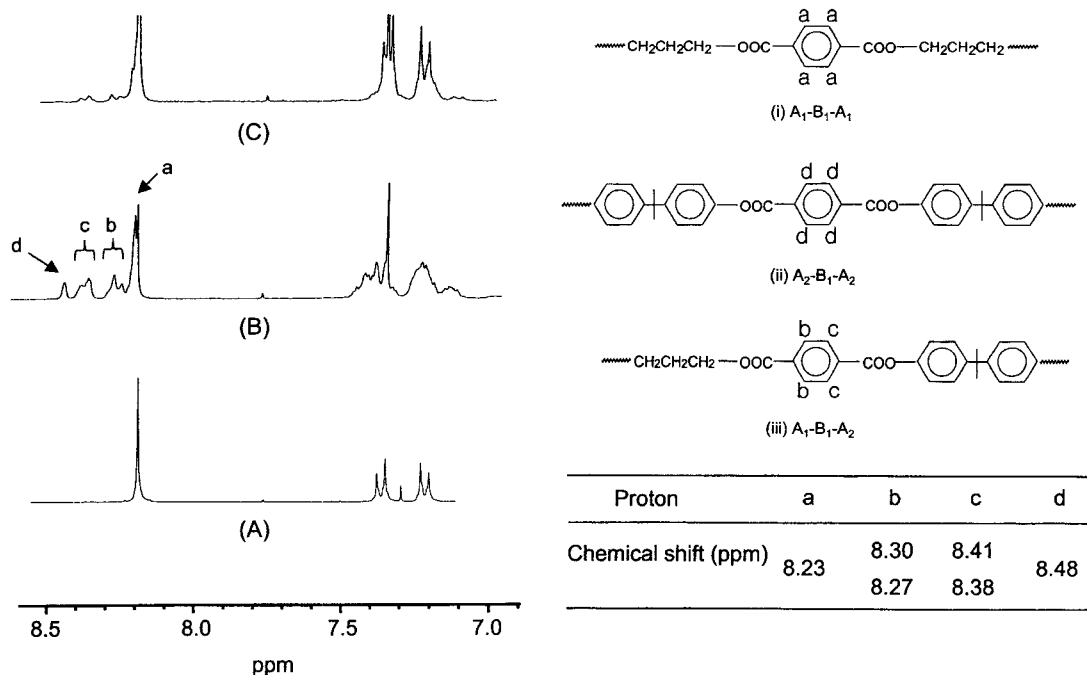 (C)
d
c
b
a
(B)
(A)
8.5 8.0 7.5 7.0
ppm
a a
CH2CH2CH2 OOC COO CH2CH2CH2
a a
(i) A1-B1-A1
d d
OOC COO
d d
(ii) A2-B1-A2
b c
CH2CH2CH2 OOC COO
b c
(iii) A1-B1-A2
Proton a b c d
Chemical shift (ppm) 8.23 8.30 8.41 8.48
8.27 8.38